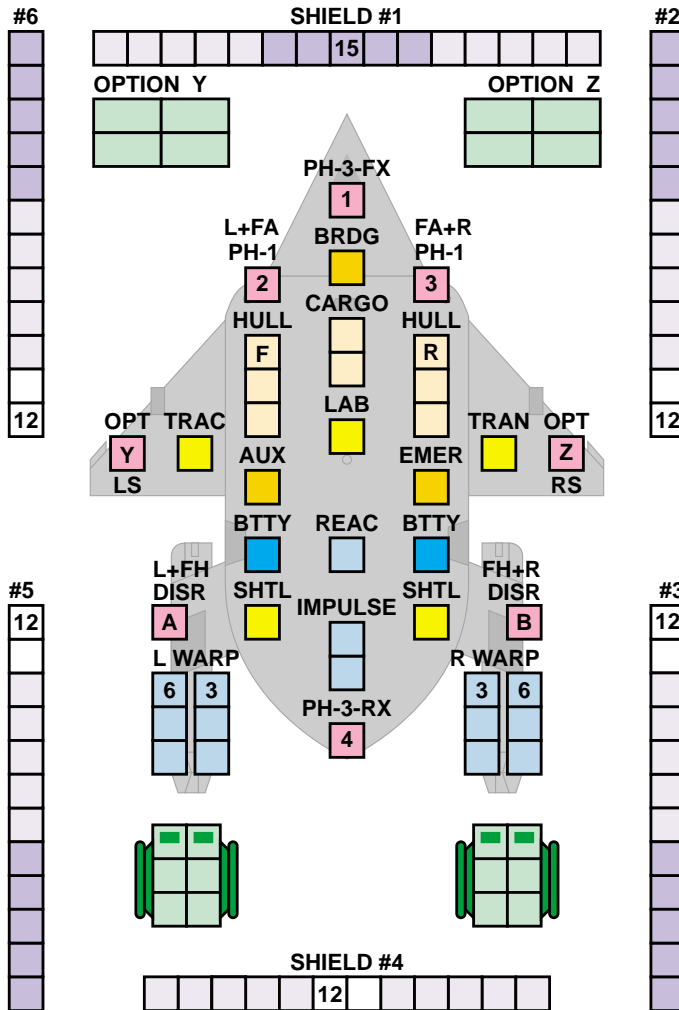 #6 SHIELD #1 #2
15
OPTION Y OPTION Z
PH-3-FX
1
L+FA FA+R
PH-1 BRDG PH-1
2 3
CARGO
HULL HULL
F R
12 12
LAB
OPT TRAC TRAN OPT
Y Z
LS RS
AUX EMER
BTTY REAC BTTY
L+FH FH+R
DISR SHTL SHTL DISR
#5 #3
12 A IMPULSE B 12
L WARP R WARP
6 3 3 6
PH-3-RX
4
SHIELD #4
12